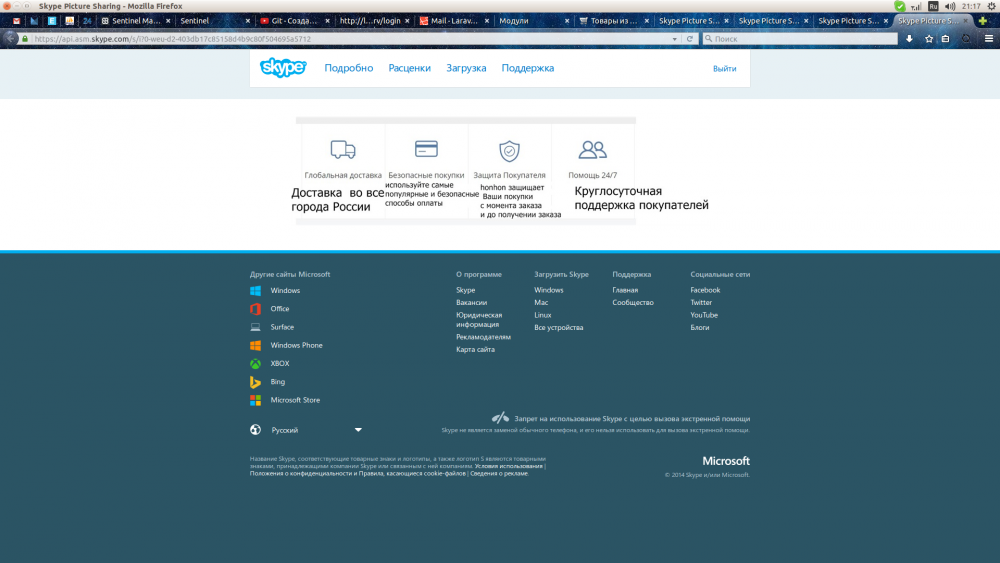 Skype Picture Sharing - Mozilla Firefox
Ru
21:17
24
Sentinel Ma...
Sentinel
Git - Созда...
http://l...rv/login
Mail - Larav...
Модули
Товары из ...
Skype Picture S...
Skype Picture S...
Skype Picture S...
Skype Picture S...
https://api.asm.skype.com/s/i?0-weu-d2-403db17c85158d4b9c80f504695a5712
Поиск
skype
Подробно
Расценки
Загрузка
Поддержка
Выйти
Глобальная доставка
Безопасные покупки
Защита Покупателя
Помощь 24/7
Доставка во все
города России
используйте самые
популярные и безопасные
способы оплаты
honhon защищает
Ваши покупки
с момента заказа
и до получении заказа
Круглосуточная
поддержка покупателей
Другие сайты Microsoft
Windows
Office
Surface
Windows Phone
XBOX
Bing
Microsoft Store
О программе
Skype
Вакансии
Юридическая
информация
Рекламодателям
Карта сайта
Загрузить Skype
Windows
Mac
Linux
Все устройства
Поддержка
Главная
Сообщество
Социальные сети
Facebook
Twitter
YouTube
Блоги
Русский
Запрет на использование Skype с целью вызова экстренной помощи
Skype не является заменой обычного телефона, и его нельзя использовать для вызова экстренной помощи.
Название Skype, соответствующие товарные знаки и логотипы, а также логотип S являются товарными
знаками, принадлежащими компании Skype или связанным с ней компаниям. Условия использования |
Положения о конфиденциальности и Правила, касающиеся cookie-файлов | Сведения о рекламе.
Microsoft
© 2014 Skype и/или Microsoft.